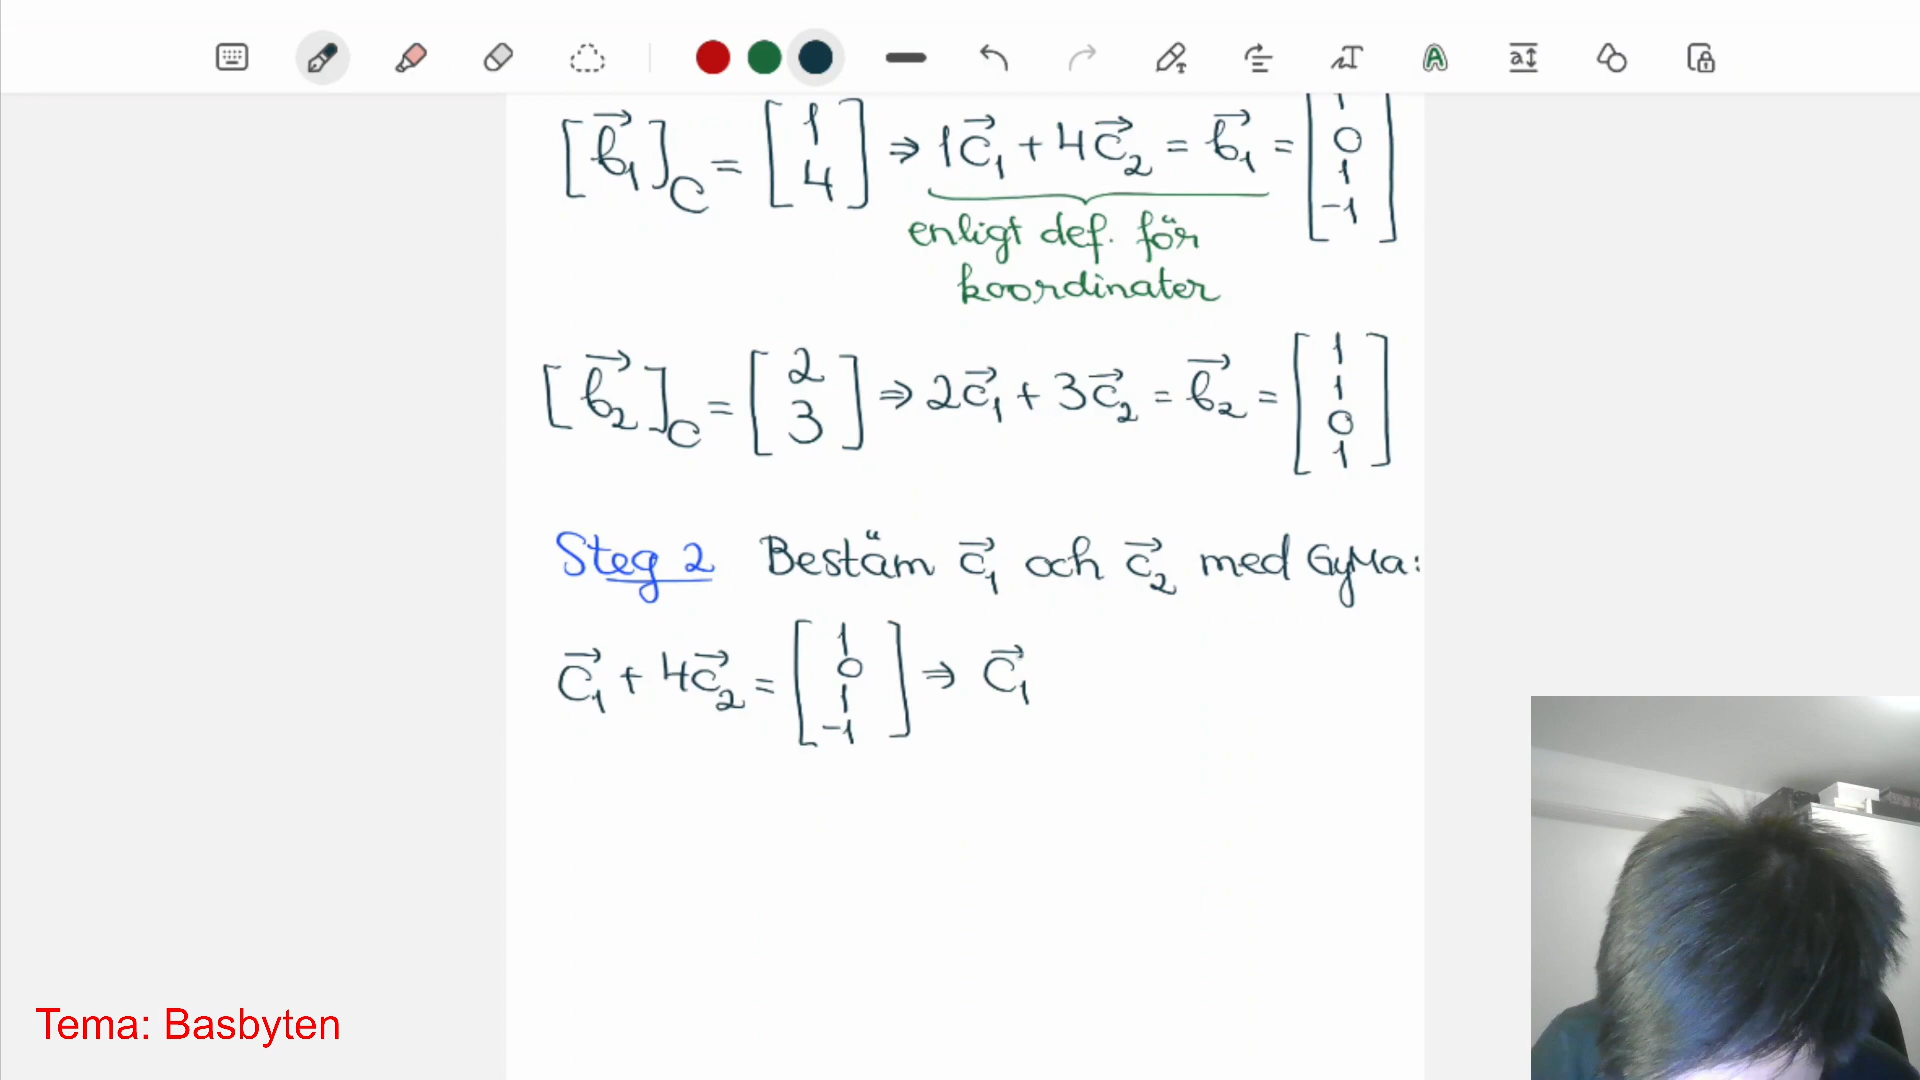 [b⃗₁]_C = [1 4] ⇒ 1c⃗₁ + 4c⃗₂ = b⃗₁ = [1 0 1 -1]
enligt def. för
koordinater
[b⃗₂]_C = [2 3] ⇒ 2c⃗₁ + 3c⃗₂ = b⃗₂ = [1 1 0 1]
Steg 2 Bestäm c⃗₁ och c⃗₂ med GyMa:
c⃗₁ + 4c⃗₂ = [1 0 1 -1] ⇒ c⃗₁
Tema: Basbyten